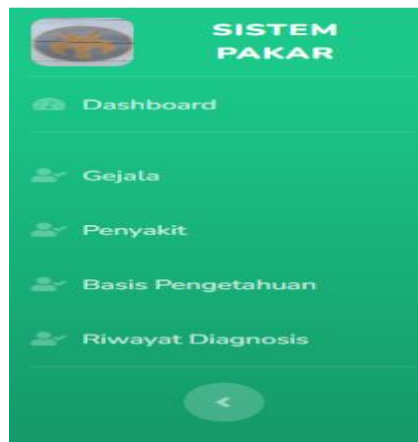 SISTEM
PAKAR
Dashboard
Gejala
Penyakit
Basis Pengetahuan
Riwayat Diagnosis